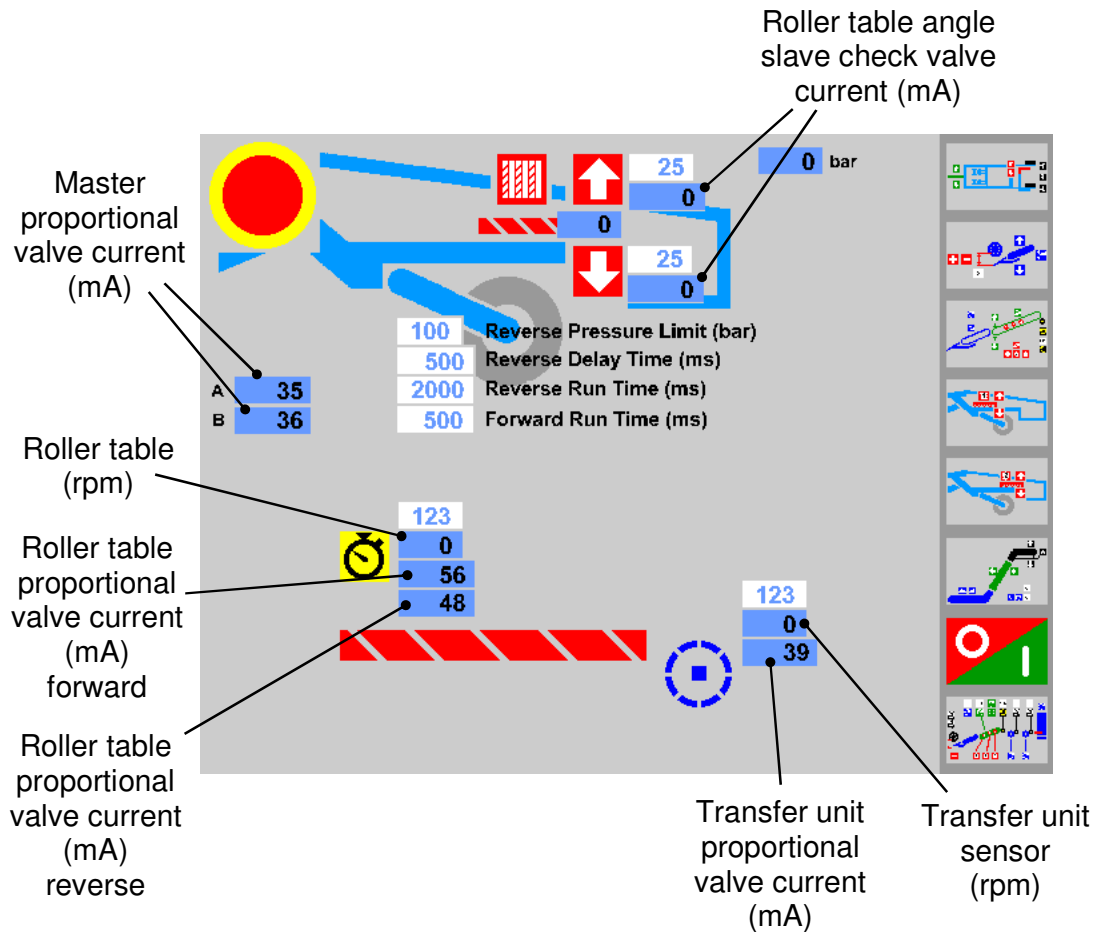 Roller table angle
slave check valve
current (mA)
Master
proportional
valve current
(mA)
25
0 bar
0
0
25
0
100 Reverse Pressure Limit (bar)
500 Reverse Delay Time (ms)
2000 Reverse Run Time (ms)
500 Forward Run Time (ms)
A 35
B 36
Roller table
(rpm)
Roller table
proportional
valve current
(mA)
forward
Roller table
proportional
valve current
(mA)
reverse
123
0
56
48
123
0
39
Transfer unit
proportional
valve current
(mA)
Transfer unit
sensor
(rpm)